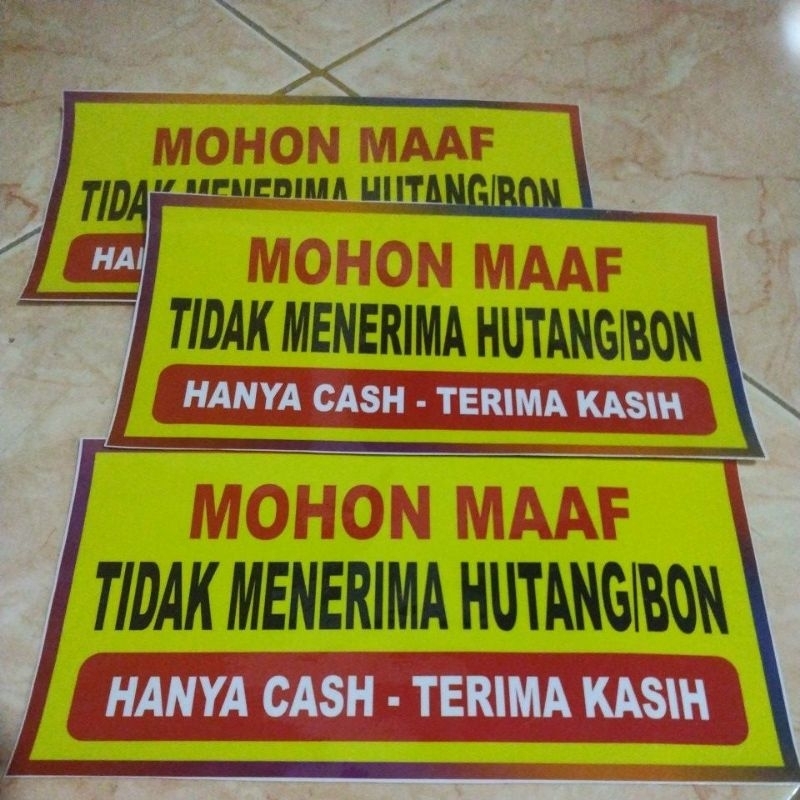 MOHON MAAF
TIDAK MENERIMA HUTANG/BON
HAN
MOHON MAAF
TIDAK MENERIMA HUTANG/BON
HANYA CASH - TERIMA KASIH
MOHON MAAF
TIDAK MENERIMA HUTANG/BON
HANYA CASH - TERIMA KASIH